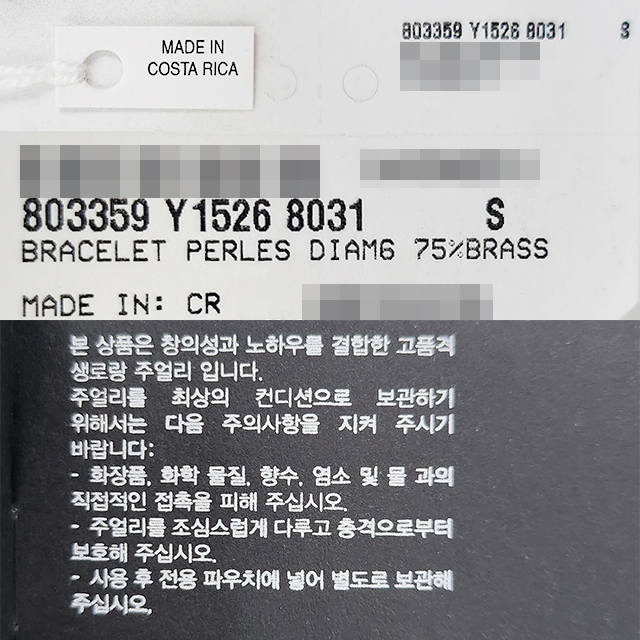 MADE IN
COSTA RICA
803359 Y1526 8031 S
803359 Y1526 8031 S
BRACELET PERLES DIAM6 75%BRASS
MADE IN: CR
본 상품은 창의성과 노하우를 결합한 고품격
생로랑 주얼리 입니다.
주얼리를 최상의 컨디션으로 보관하기
위해서는 다음 주의사항을 지켜 주시기
바랍니다:
- 화장품, 화학 물질, 향수, 염소 및 물 과의
직접적인 접촉을 피해 주십시오.
- 주얼리를 조심스럽게 다루고 충격으로부터
보호해 주십시오.
- 사용 후 전용 파우치에 넣어 별도로 보관해
주십시오.